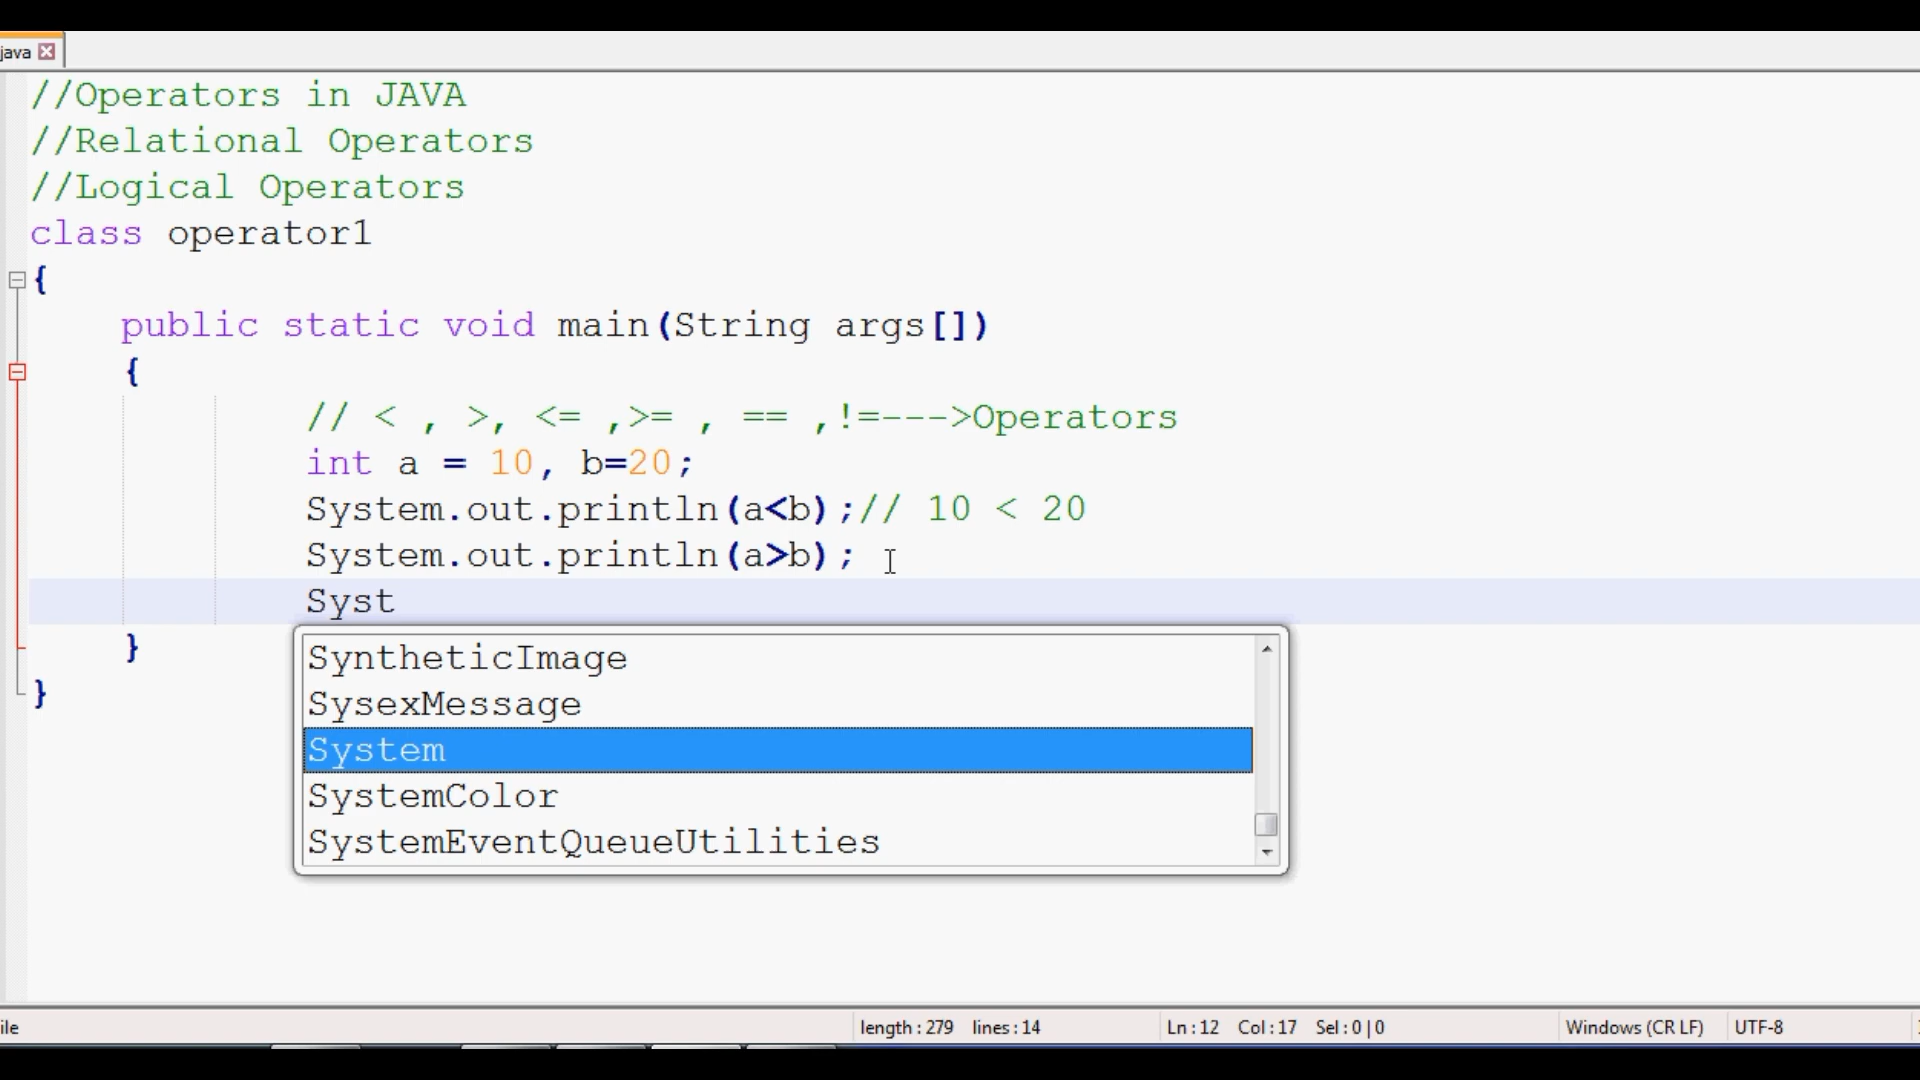 java
//Operators in JAVA
//Relational Operators
//Logical Operators
class operator1
{
public static void main(String args[])
{
// < , >, <= ,>= , == ,!=--->Operators
int a = 10, b=20;
System.out.println(a<b);// 10 < 20
System.out.println(a>b);
Syst
}
}
SyntheticImage
SysexMessage
System
SystemColor
SystemEventQueueUtilities
ile
length : 279 lines : 14
Ln : 12 Col : 17 Sel : 0 | 0
Windows (CR LF)
UTF-8